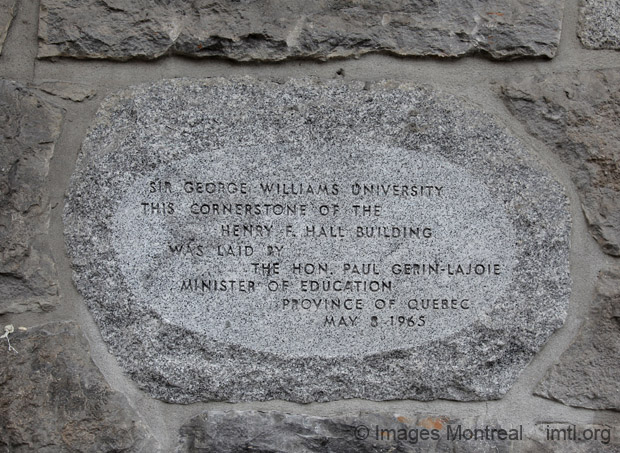 SIR GEORGE WILLIAMS UNIVERSITY
THIS CORNERSTONE OF THE
HENRY F. HALL BUILDING
WAS LAID BY
THE HON. PAUL GERIN-LAJOIE
MINISTER OF EDUCATION
PROVINCE OF QUEBEC
MAY 8 1965
© Images Montreal imtl.org